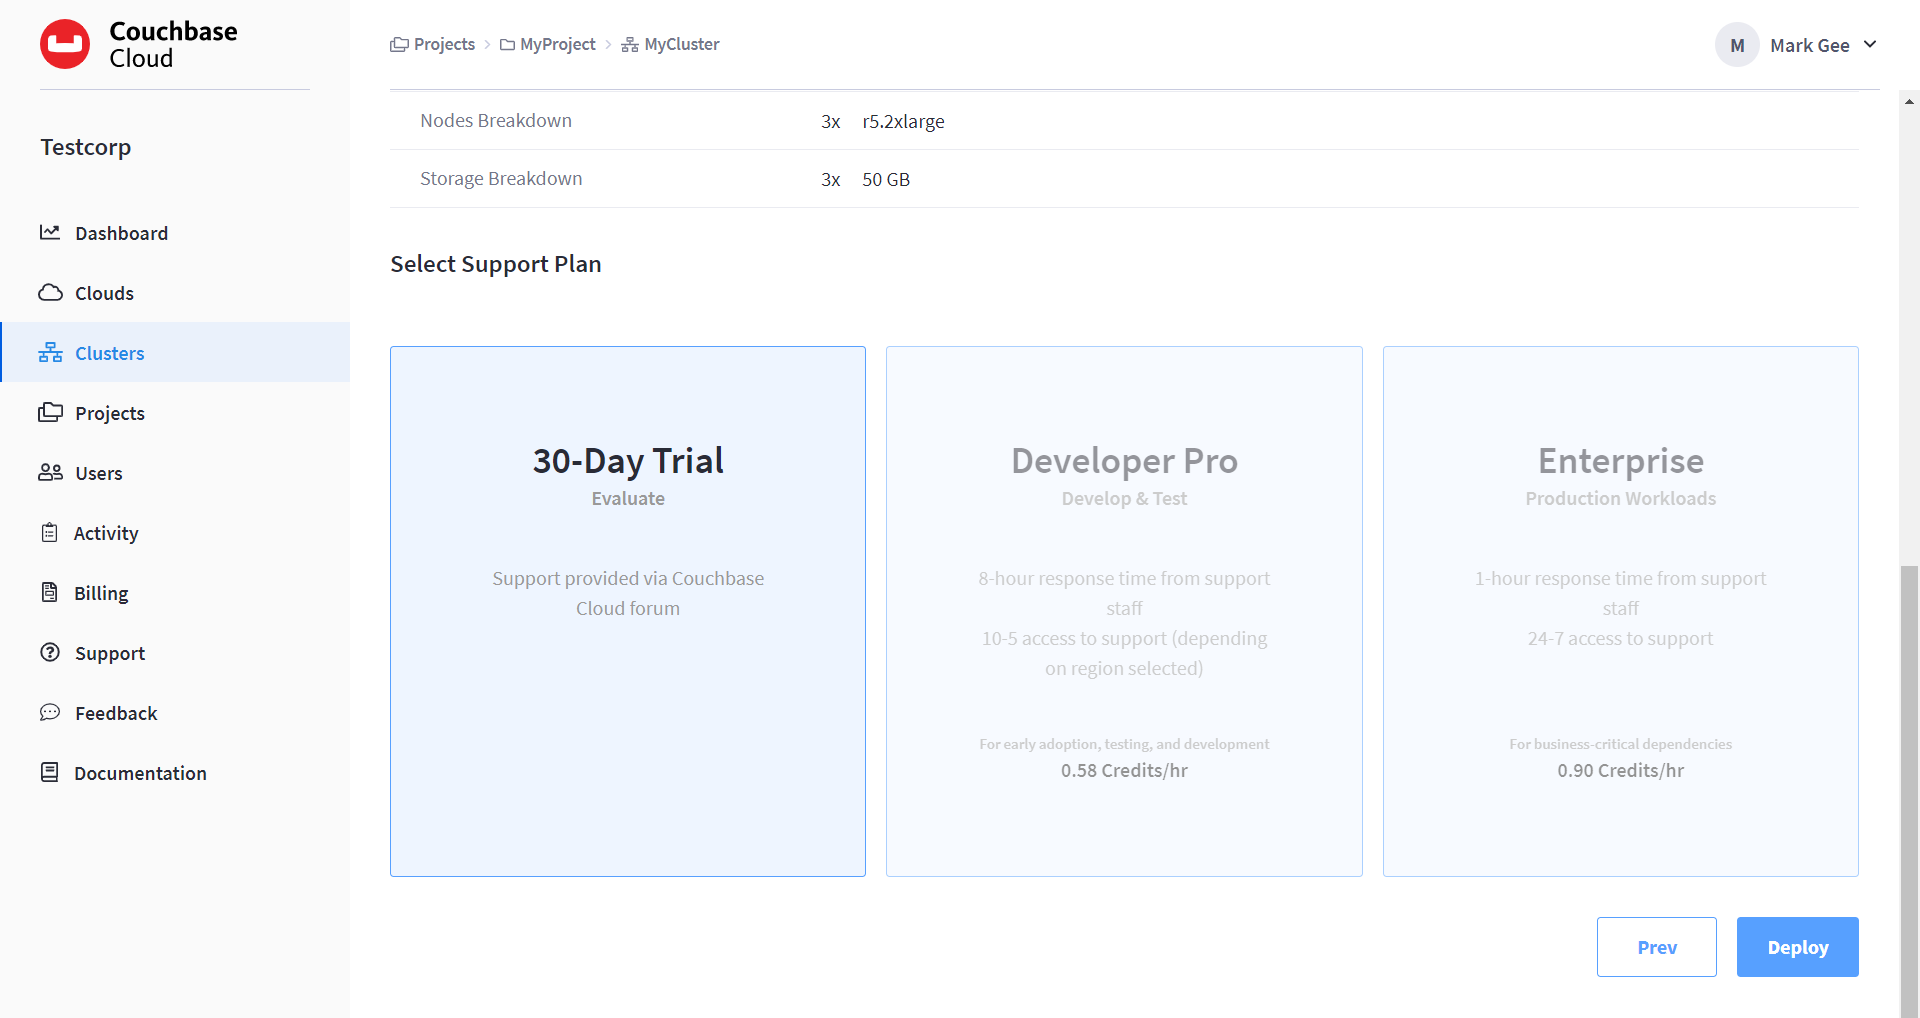 Couchbase
Cloud
Projects
MyProject
MyCluster
M
Mark Gee
Testcorp
Dashboard
Clouds
Clusters
Projects
Users
Activity
Billing
Support
Feedback
Documentation
Nodes Breakdown 3x r5.2xlarge
Storage Breakdown 3x 50 GB
Select Support Plan
30-Day Trial
Evaluate
Support provided via Couchbase
Cloud forum
Developer Pro
Develop & Test
8-hour response time from support
staff
10-5 access to support (depending
on region selected)
For early adoption, testing, and development
0.58 Credits/hr
Enterprise
Production Workloads
1-hour response time from support
staff
24-7 access to support
For business-critical dependencies
0.90 Credits/hr
Prev
Deploy